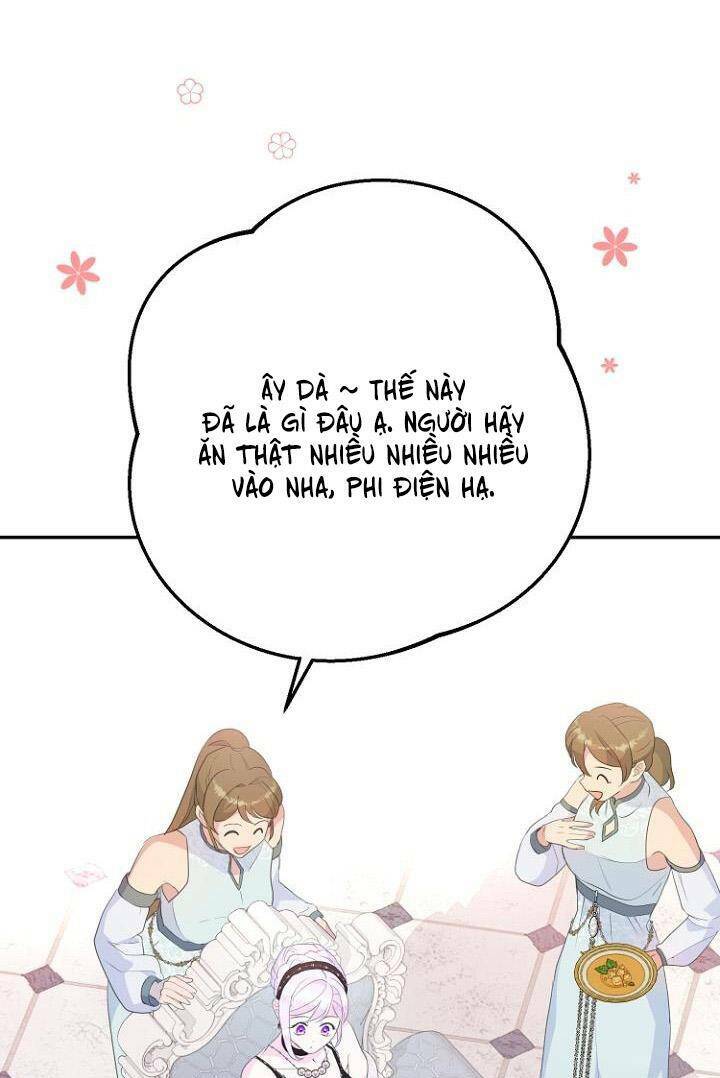 ÂY DÀ ~ THẾ NÀY
ĐÃ LÀ GÌ ĐÂU Ạ. NGƯỜI HÃY
ĂN THẬT NHIỀU NHIỀU NHIỀU
VÀO NHA, PHI ĐIỆN HẠ.